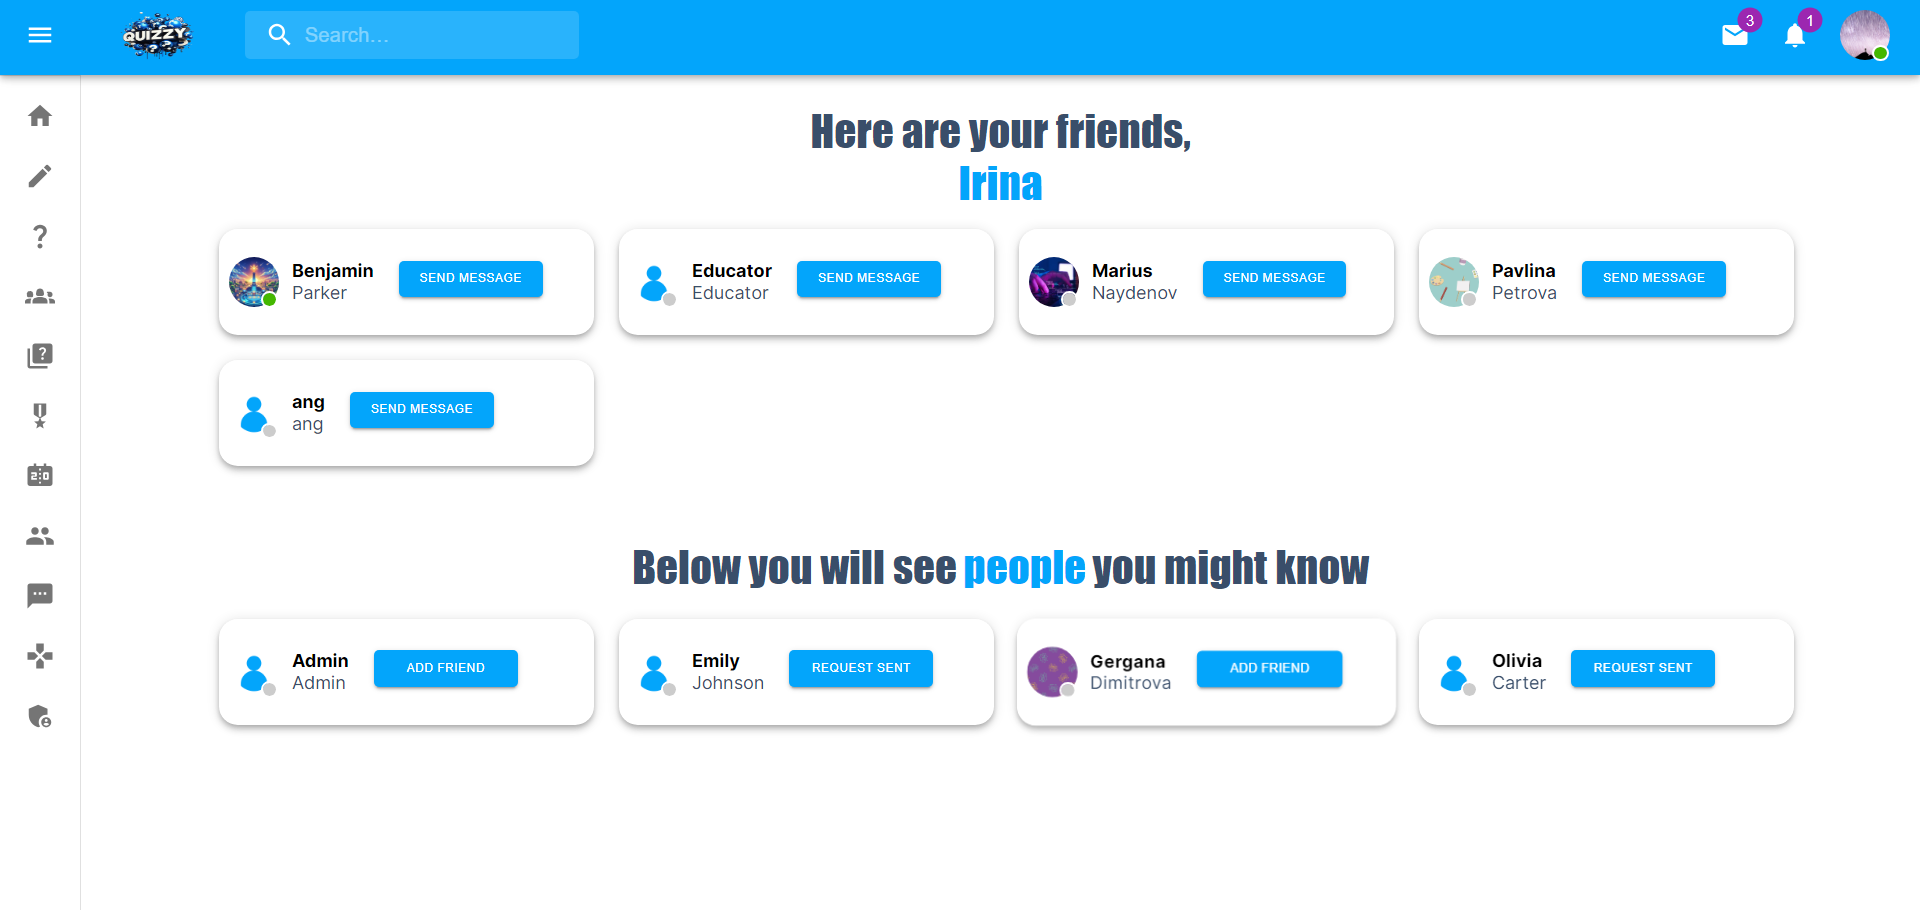 QUIZZY
Search...
3
1
Here are your friends,
Irina
Benjamin
Parker
SEND MESSAGE
Educator
Educator
SEND MESSAGE
Marius
Naydenov
SEND MESSAGE
Pavlina
Petrova
SEND MESSAGE
ang
ang
SEND MESSAGE
2:0
Below you will see people you might know
Admin
Admin
ADD FRIEND
Emily
Johnson
REQUEST SENT
Gergana
Dimitrova
ADD FRIEND
Olivia
Carter
REQUEST SENT